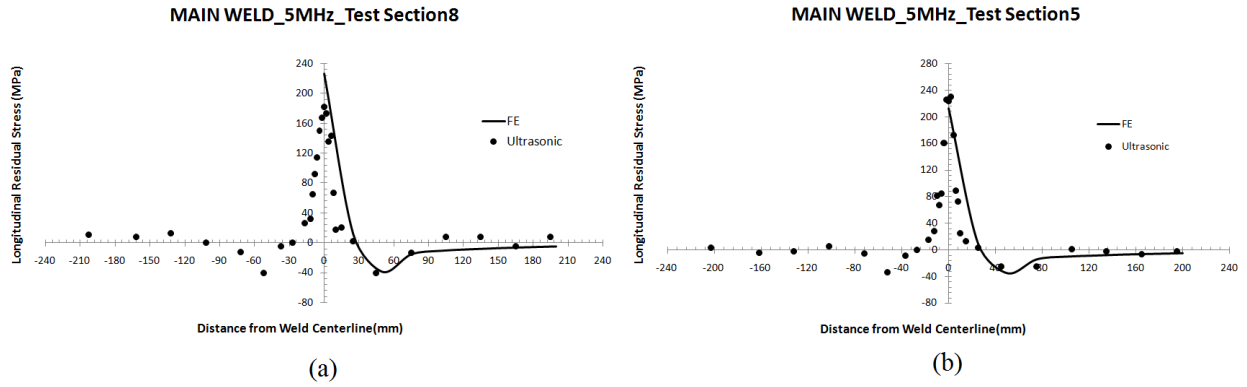 MAIN WELD_5MHz_Test Section8
Longitudinal Residual Stress (MPa)
240
200
160
120
80
40
0
-40
-80
-240 -210 -180 -150 -120 -90 -60 -30 0 30 60 90 120 150 180 210 240
FE
Ultrasonic
Distance from Weld Centerline(mm)
(a)
MAIN WELD_5MHz_Test Section5
Longitudinal Residual Stress (MPa)
280
240
200
160
120
80
40
0
-40
-80
-240 -200 -160 -120 -80 -40 0 40 80 120 160 200 240
FE
Ultrasonic
Distance from Weld Centerline(mm)
(b)